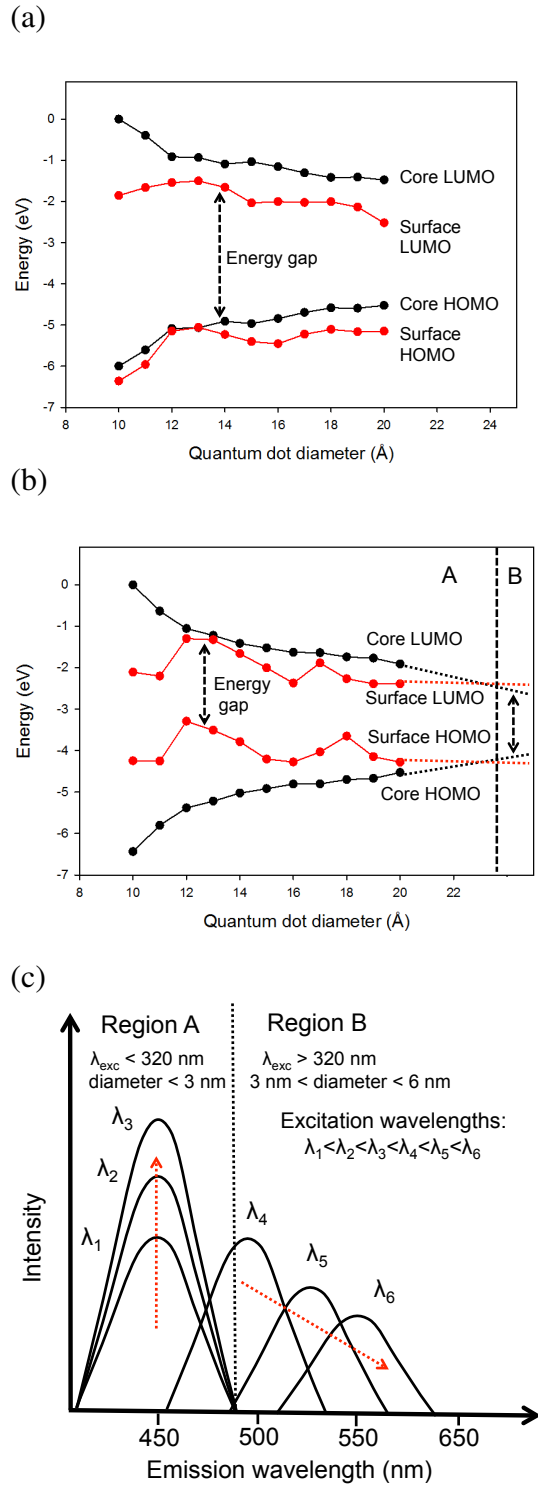 (a)
0
-1
-2
-3
-4
-5
-6
-7
Energy (eV)
Core LUMO
Surface
LUMO
Energy gap
Core HOMO
Surface
HOMO
8 10 12 14 16 18 20 22 24
Quantum dot diameter (Å)
(b)
A B
0
-1
-2
-3
-4
-5
-6
-7
Energy (eV)
Core LUMO
Energy
gap
Surface LUMO
Surface HOMO
Core HOMO
8 10 12 14 16 18 20 22
Quantum dot diameter (Å)
(c)
Region A
λexc < 320 nm
diameter < 3 nm
Region B
λexc > 320 nm
3 nm < diameter < 6 nm
Excitation wavelengths:
λ1<λ2<λ3<λ4<λ5<λ6
λ3
λ2
λ1
λ4
λ5
λ6
Intensity
450 500 550 650
Emission wavelength (nm)